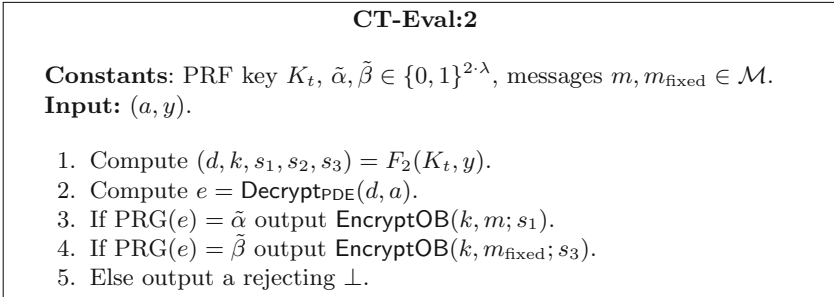 CT-Eval:2
Constants: PRF key K_t, α̃, β̃ ∈ {0, 1}^{2·λ}, messages m, m_fixed ∈ ℳ.
Input: (a, y).
1. Compute (d, k, s_1, s_2, s_3) = F_2(K_t, y).
2. Compute e = Decrypt_PDE(d, a).
3. If PRG(e) = α̃ output EncryptOB(k, m; s_1).
4. If PRG(e) = β̃ output EncryptOB(k, m_fixed; s_3).
5. Else output a rejecting ⊥.